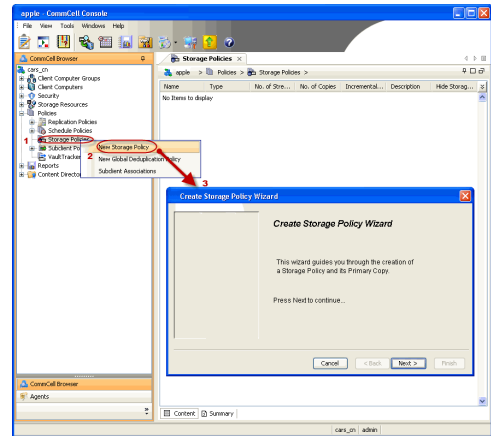 apple - CommCell Console
File View Tools Windows Help
CommCell Browser
Storage Policies
cars_cn
Client Computer Groups
Client Computers
Security
Storage Resources
Policies
Replication Policies
Schedule Policies
1 Storage Policies
Subclient Po
VaultTracker
Reports
Content Director
2 New Storage Policy
New Global Deduplication Policy
Subclient Associations
3
apple > Policies > Storage Policies >
Name Type No. of Stre... No. of Copies Incremental... Description Hide Storag...
No Items to display
Create Storage Policy Wizard
Create Storage Policy Wizard
This wizard guides you through the creation of
a Storage Policy and its Primary Copy.
Press Next to continue...
Cancel < Back Next > Finish
CommCell Browser
Agents
Content Summary
cars_cn admin